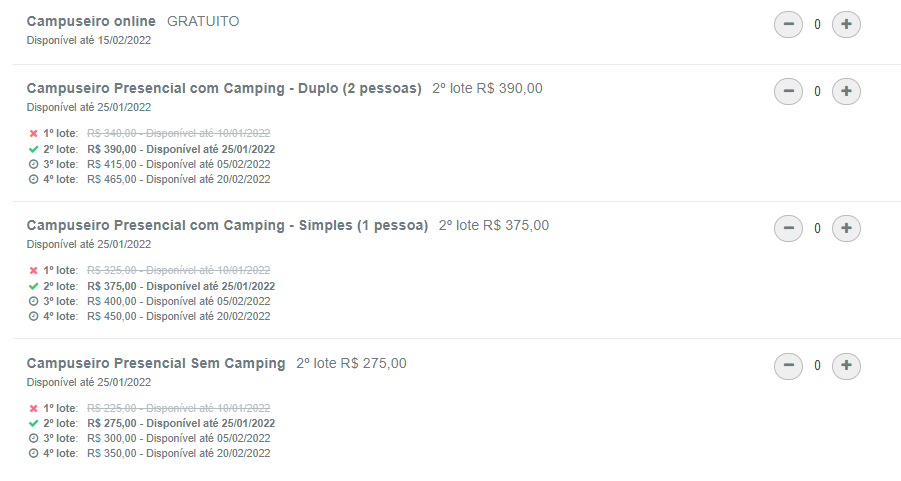 Campuseiro online GRATUITO
0
Disponível até 15/02/2022
Campuseiro Presencial com Camping - Duplo (2 pessoas) 2º lote R$ 390,00
0
Disponível até 25/01/2022
1º lote: R$ 340,00 - Disponível até 10/01/2022
2º lote: R$ 390,00 - Disponível até 25/01/2022
3º lote: R$ 415,00 - Disponível até 05/02/2022
4º lote: R$ 465,00 - Disponível até 20/02/2022
Campuseiro Presencial com Camping - Simples (1 pessoa) 2º lote R$ 375,00
0
Disponível até 25/01/2022
1º lote: R$ 325,00 - Disponível até 10/01/2022
2º lote: R$ 375,00 - Disponível até 25/01/2022
3º lote: R$ 400,00 - Disponível até 05/02/2022
4º lote: R$ 450,00 - Disponível até 20/02/2022
Campuseiro Presencial Sem Camping 2º lote R$ 275,00
0
Disponível até 25/01/2022
1º lote: R$ 225,00 - Disponível até 10/01/2022
2º lote: R$ 275,00 - Disponível até 25/01/2022
3º lote: R$ 300,00 - Disponível até 05/02/2022
4º lote: R$ 350,00 - Disponível até 20/02/2022